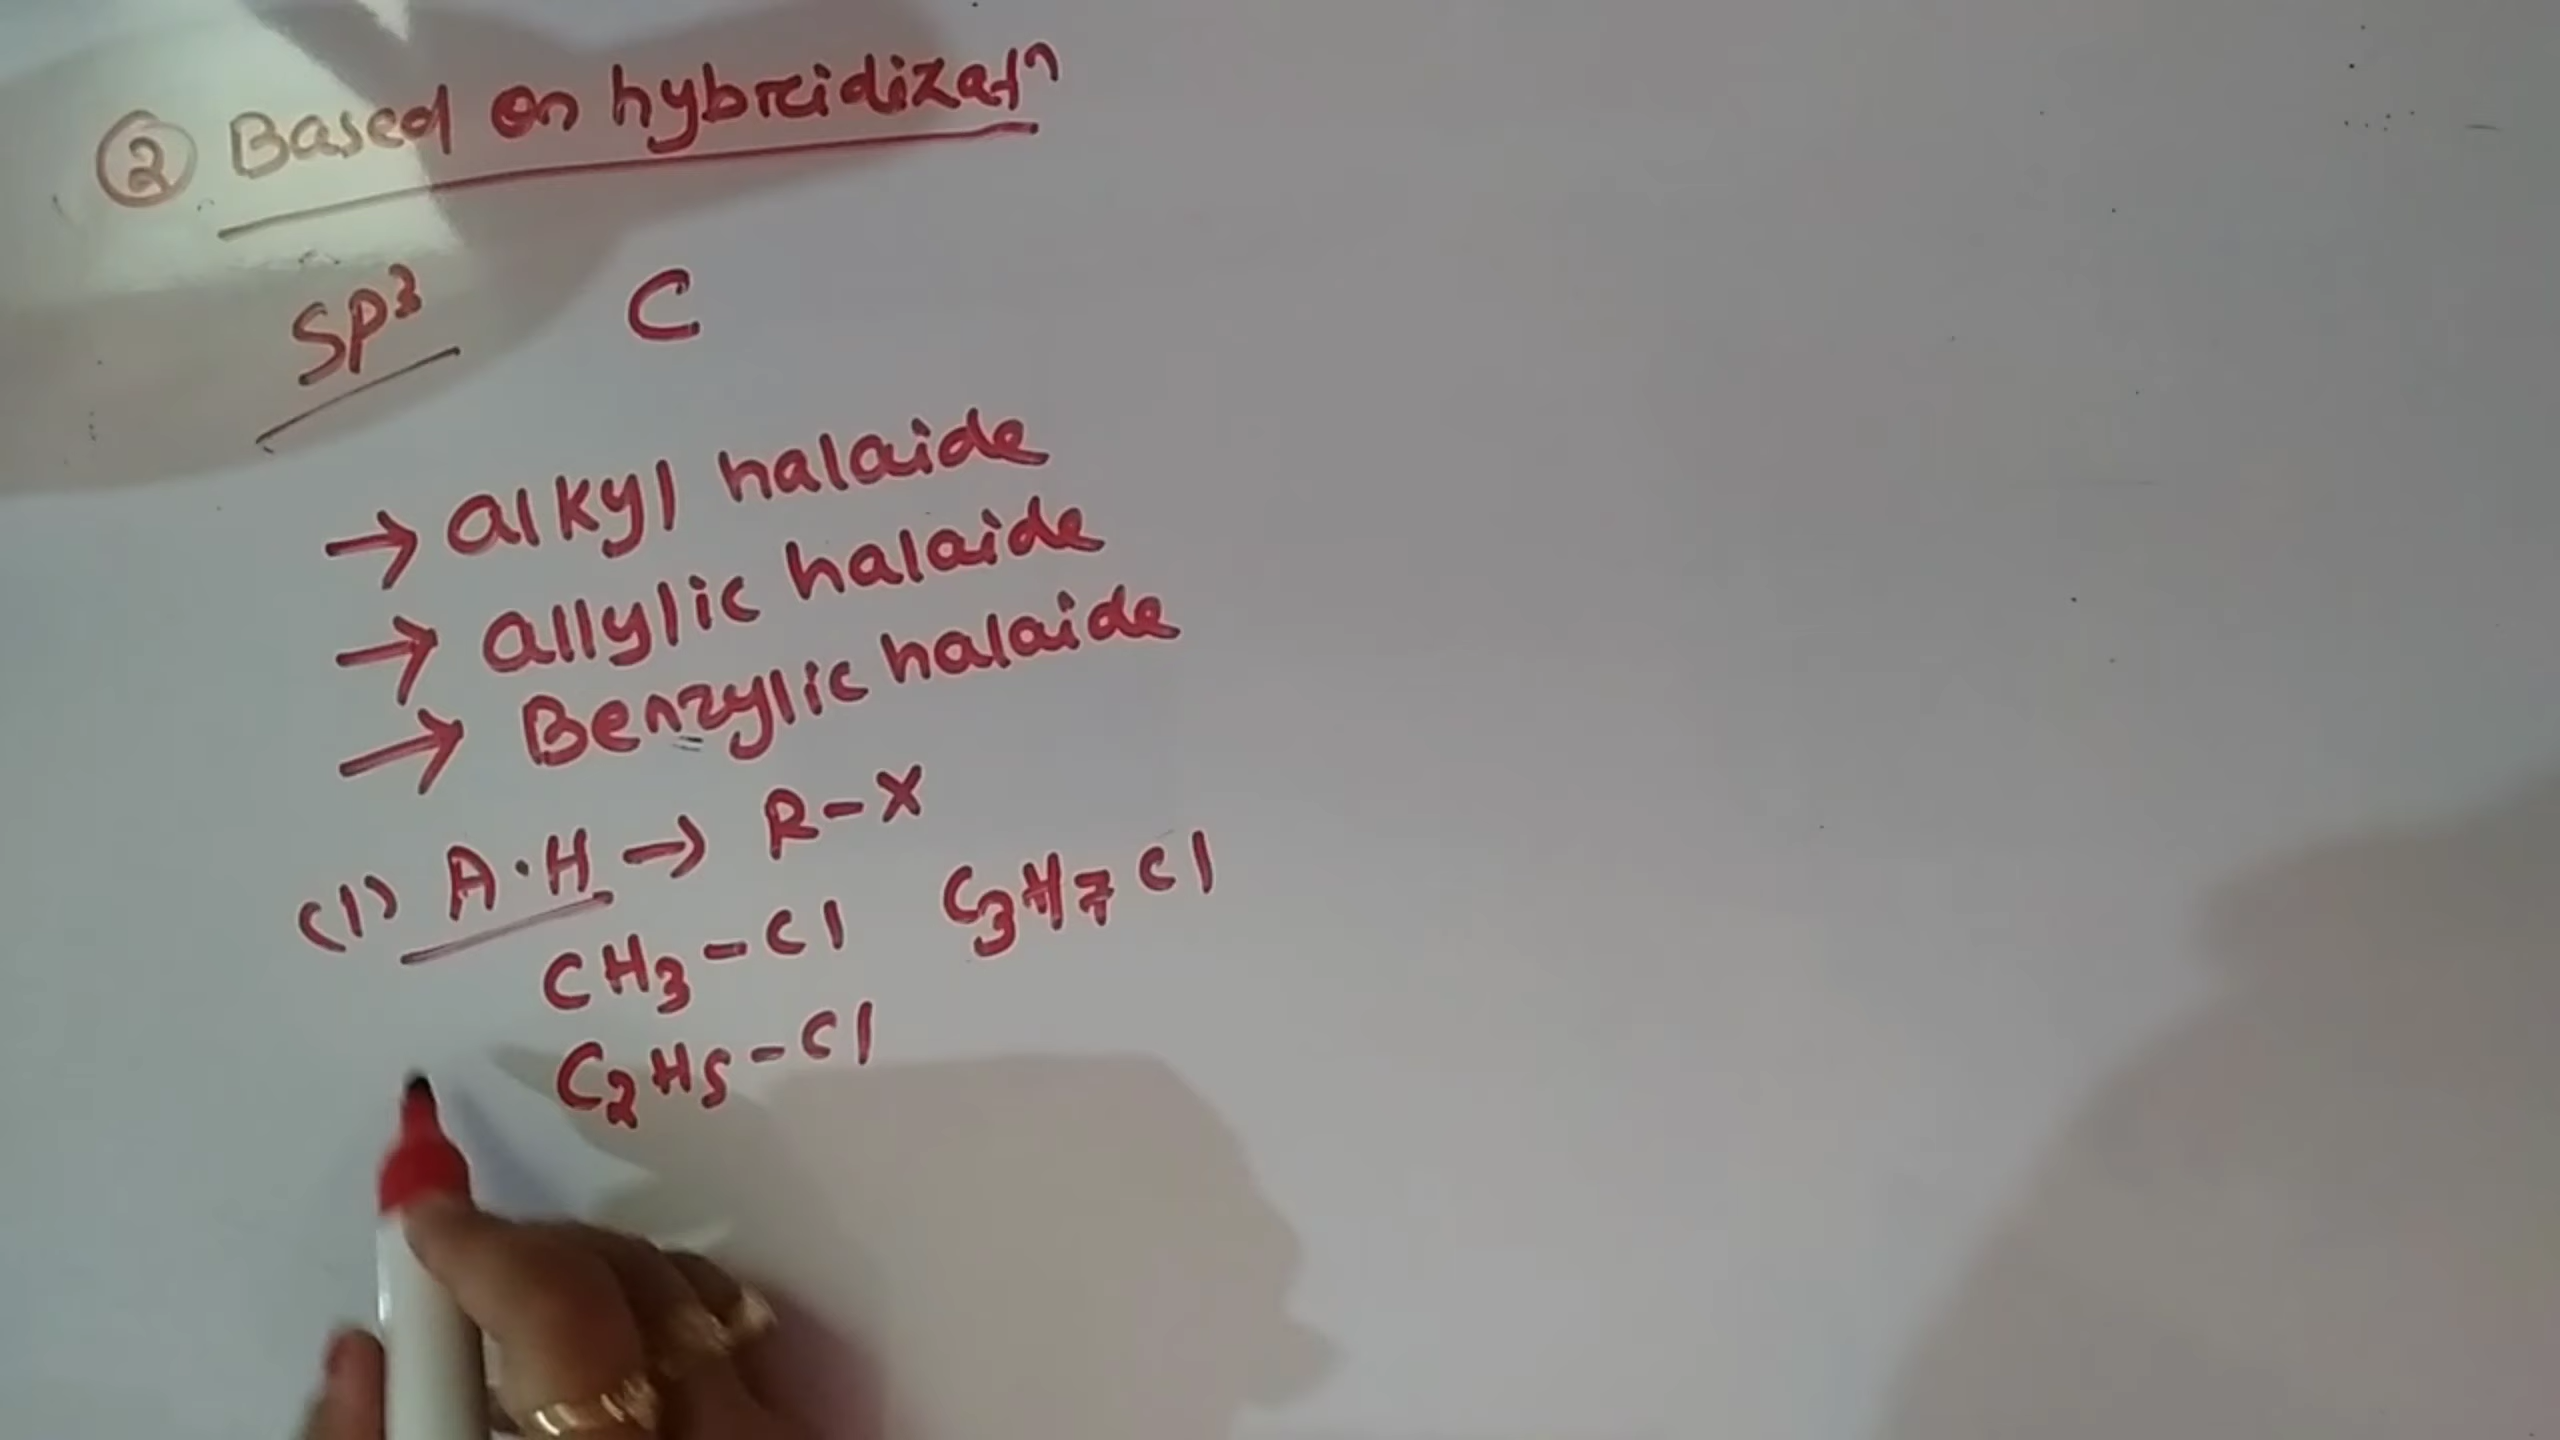 ② Based on hybridizatn
SP³ C
→ alkyl halaide
→ allylic halaide
→ Benzylic halaide
(1) A.H → R-X
CH₃-Cl C₃H₇Cl
C₂H₅-Cl